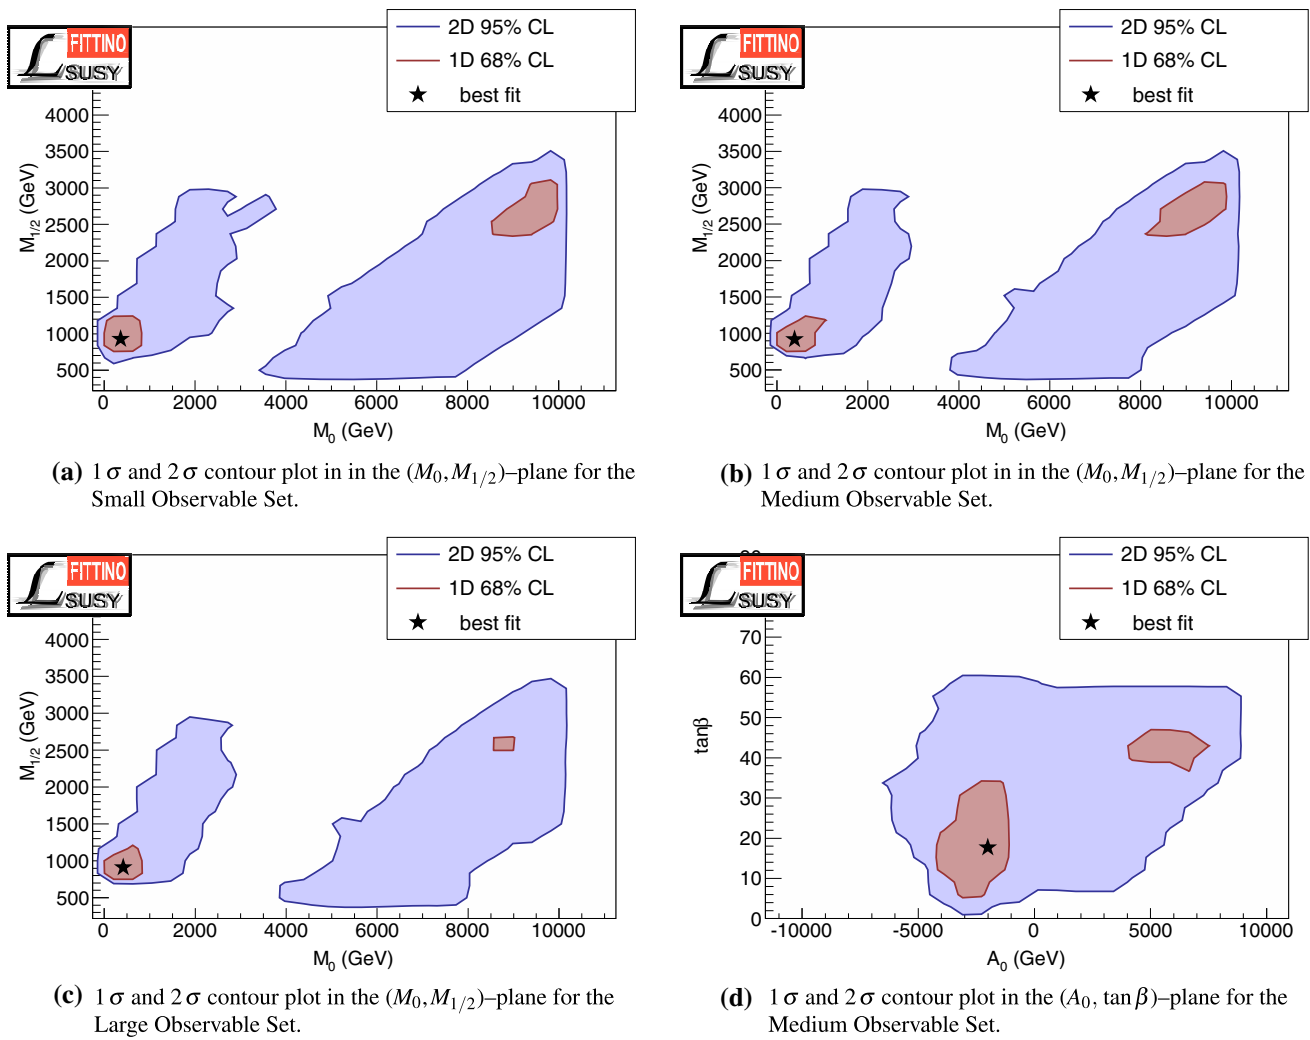 FITTINO
SUSY
2D 95% CL
1D 68% CL
best fit
M1/2 (GeV)
4000
3500
3000
2500
2000
1500
1000
500
0 2000 4000 6000 8000 10000
M0 (GeV)
(a) 1 σ and 2 σ contour plot in in the (M0, M1/2)–plane for the
Small Observable Set.
FITTINO
SUSY
2D 95% CL
1D 68% CL
best fit
M1/2 (GeV)
4000
3500
3000
2500
2000
1500
1000
500
0 2000 4000 6000 8000 10000
M0 (GeV)
(b) 1 σ and 2 σ contour plot in in the (M0, M1/2)–plane for the
Medium Observable Set.
FITTINO
SUSY
2D 95% CL
1D 68% CL
best fit
M1/2 (GeV)
4000
3500
3000
2500
2000
1500
1000
500
0 2000 4000 6000 8000 10000
M0 (GeV)
(c) 1 σ and 2 σ contour plot in the (M0, M1/2)–plane for the
Large Observable Set.
FITTINO
SUSY
2D 95% CL
1D 68% CL
best fit
tanβ
70
60
50
40
30
20
10
0
-10000 -5000 0 5000 10000
A0 (GeV)
(d) 1 σ and 2 σ contour plot in the (A0, tan β)–plane for the
Medium Observable Set.